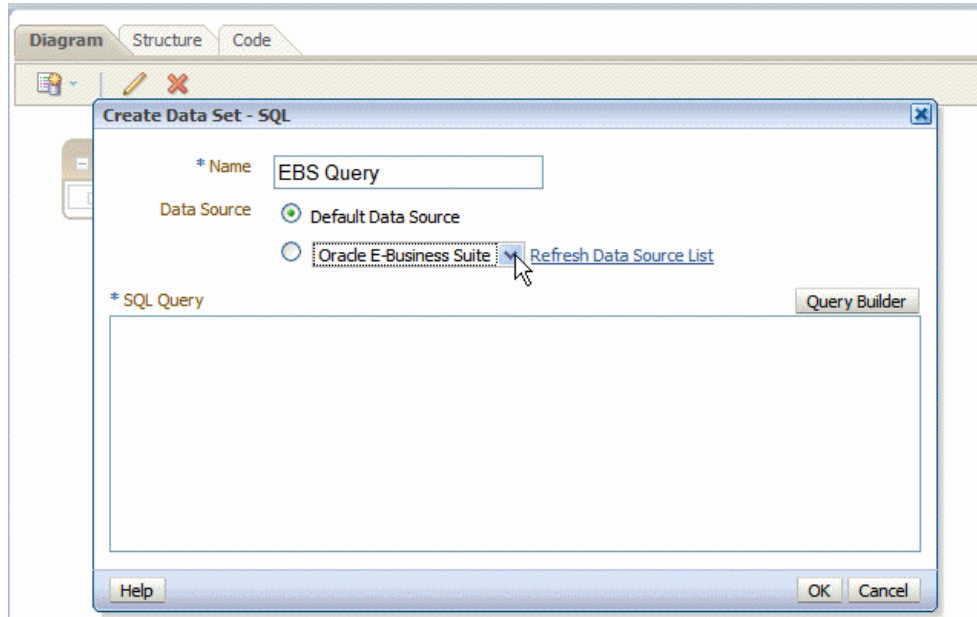 Diagram Structure Code
Create Data Set - SQL
* Name EBS Query
Data Source Default Data Source
Oracle E-Business Suite Refresh Data Source List
* SQL Query Query Builder
Help OK Cancel